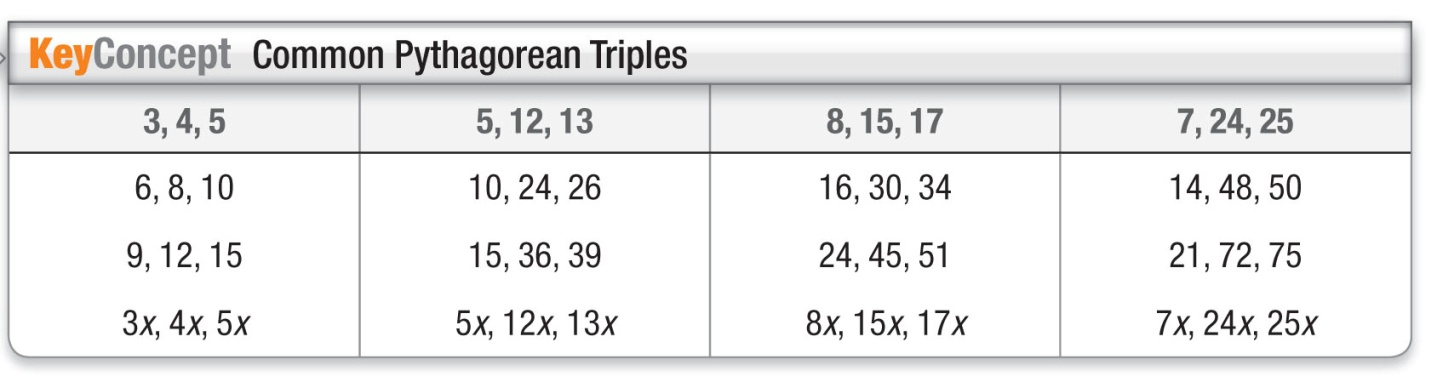 KeyConcept Common Pythagorean Triples
3, 4, 5 5, 12, 13 8, 15, 17 7, 24, 25
6, 8, 10 10, 24, 26 16, 30, 34 14, 48, 50
9, 12, 15 15, 36, 39 24, 45, 51 21, 72, 75
3x, 4x, 5x 5x, 12x, 13x 8x, 15x, 17x 7x, 24x, 25x